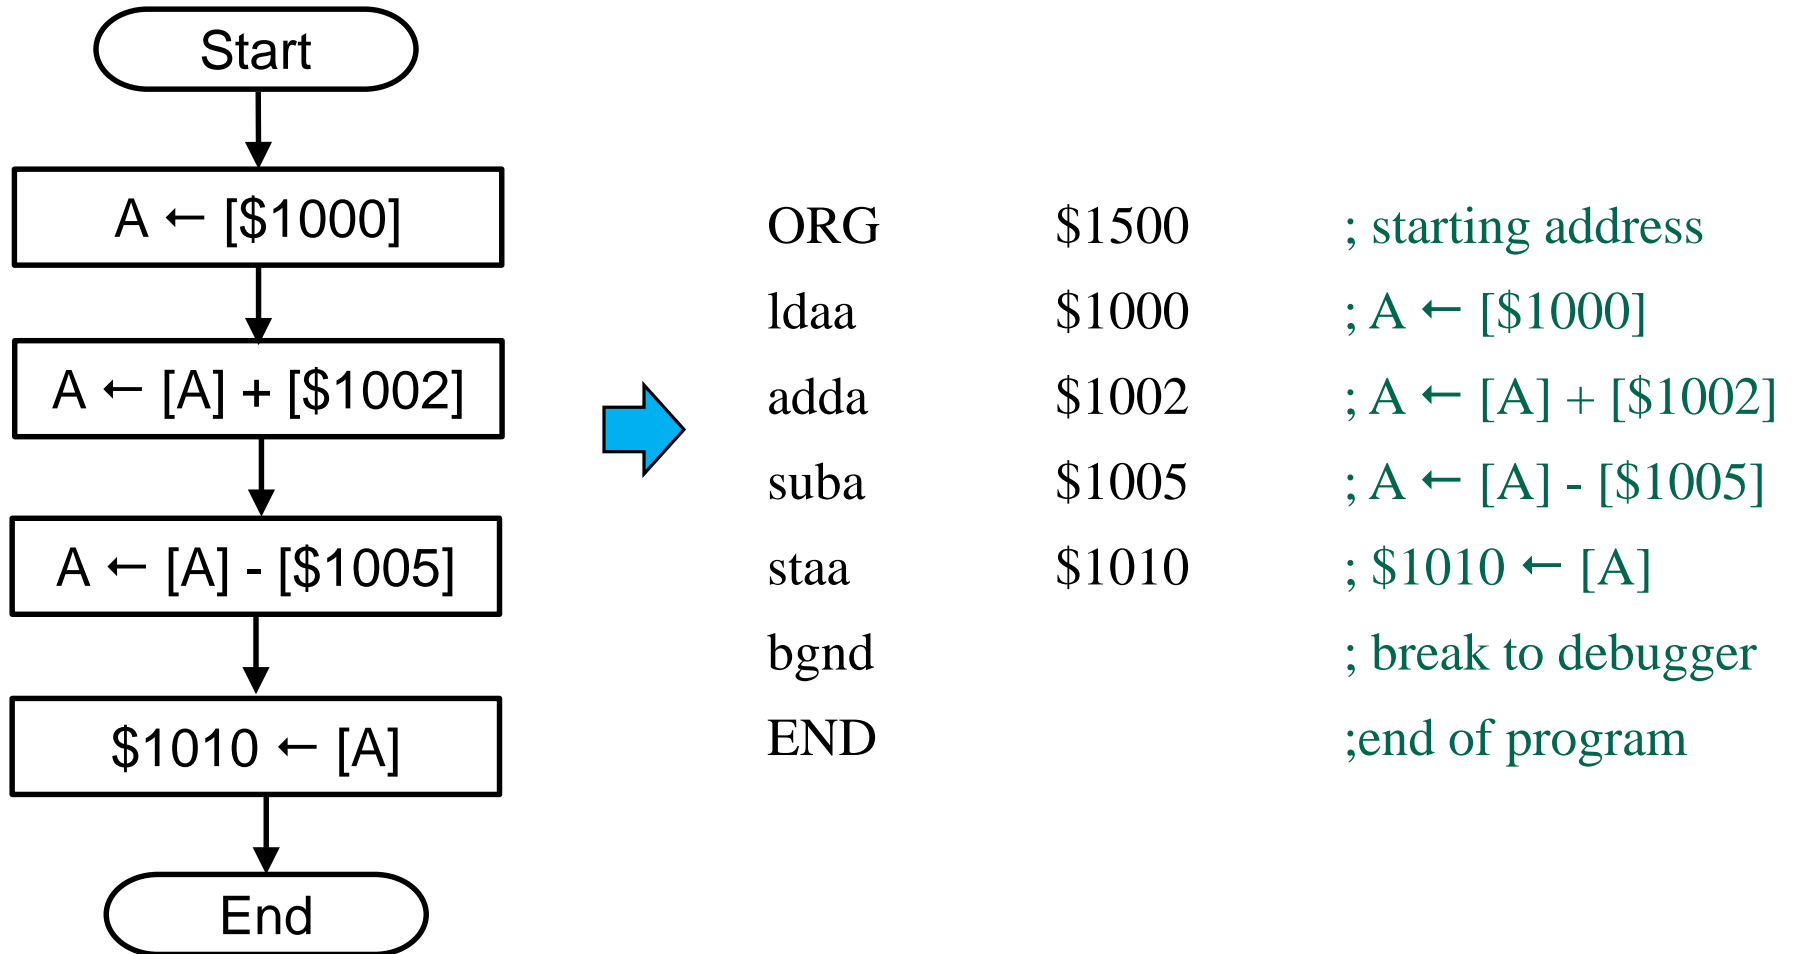 Start
A ← [$1000]
A ← [A] + [$1002]
A ← [A] - [$1005]
$1010 ← [A]
End
ORG $1500 ; starting address
ldaa $1000 ; A ← [$1000]
adda $1002 ; A ← [A] + [$1002]
suba $1005 ; A ← [A] - [$1005]
staa $1010 ; $1010 ← [A]
bgnd ; break to debugger
END ;end of program